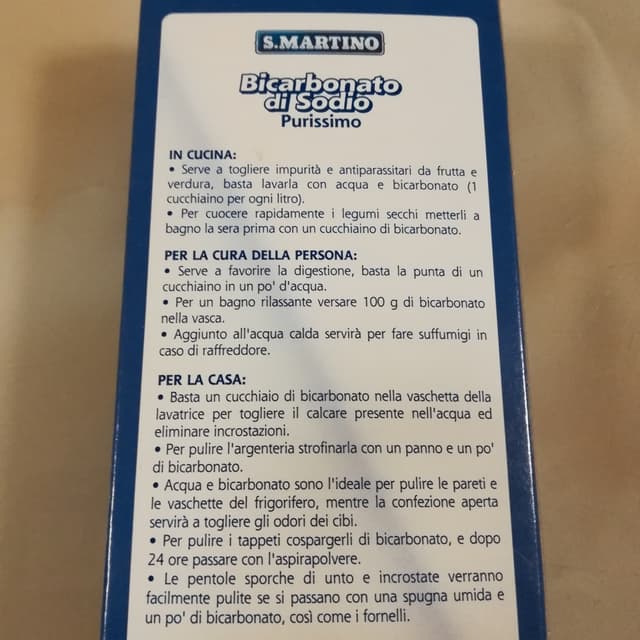 S.MARTINO
Bicarbonato
di Sodio
Purissimo
IN CUCINA:
• Serve a togliere impurità e antiparassitari da frutta e
verdura, basta lavarla con acqua e bicarbonato (1
cucchiaino per ogni litro).
• Per cuocere rapidamente i legumi secchi metterli a
bagno la sera prima con un cucchiaino di bicarbonato.
PER LA CURA DELLA PERSONA:
• Serve a favorire la digestione, basta la punta di un
cucchiaino in un po' d'acqua.
• Per un bagno rilassante versare 100 g di bicarbonato
nella vasca.
• Aggiunto all'acqua calda servirà per fare suffumigi in
caso di raffreddore.
PER LA CASA:
• Basta un cucchiaio di bicarbonato nella vaschetta della
lavatrice per togliere il calcare presente nell'acqua ed
eliminare incrostazioni.
• Per pulire l'argenteria strofinarla con un panno e un po'
di bicarbonato.
• Acqua e bicarbonato sono l'ideale per pulire le pareti e
le vaschette del frigorifero, mentre la confezione aperta
servirà a togliere gli odori dei cibi.
• Per pulire i tappeti cospargerli di bicarbonato, e dopo
24 ore passare con l'aspirapolvere.
• Le pentole sporche di unto e incrostate verranno
facilmente pulite se si passano con una spugna umida e
un po' di bicarbonato, così come i fornelli.